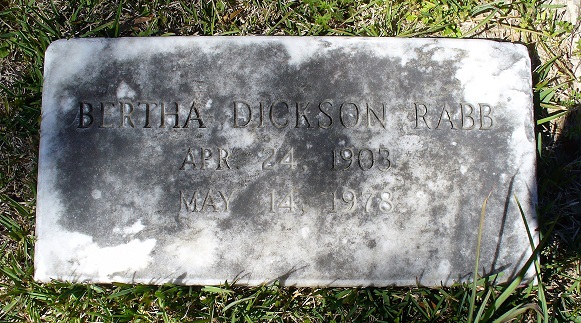 BERTHA DICKSON RABB
APR 24, 1903
MAY 14, 1978